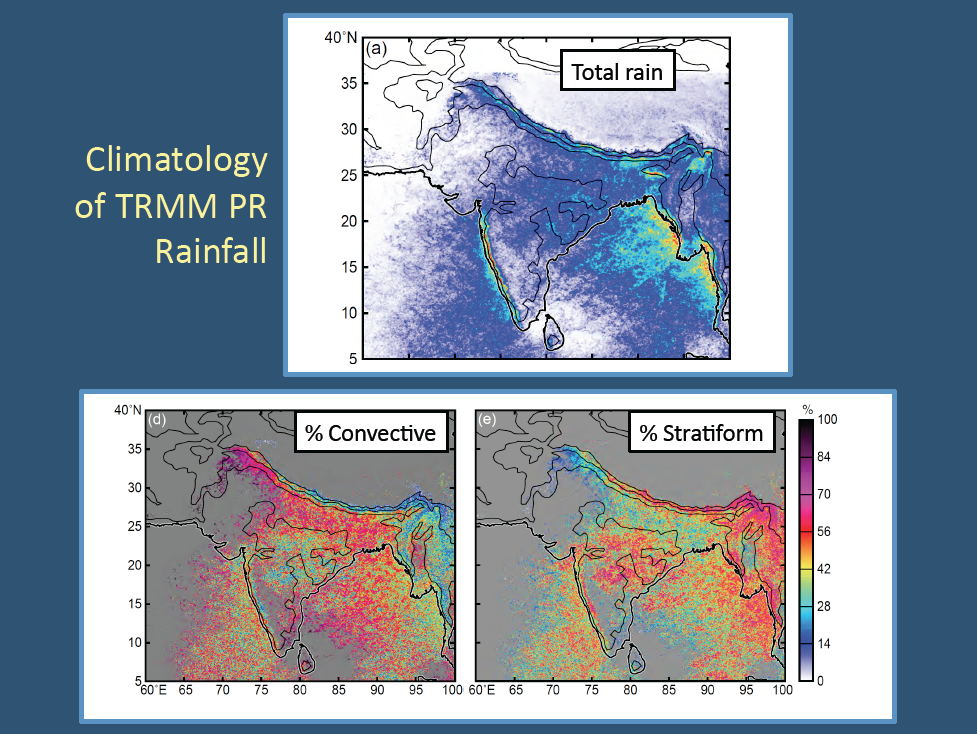 Climatology
of TRMM PR
Rainfall
(a)
Total rain
40°N
35
30
25
20
15
10
5
(d)
% Convective
40°N
35
30
25
20
15
10
5
60°E 65 70 75 80 85 90 95 100
(e)
% Stratiform
60°E 65 70 75 80 85 90 95 100
%
100
84
70
56
42
28
14
0